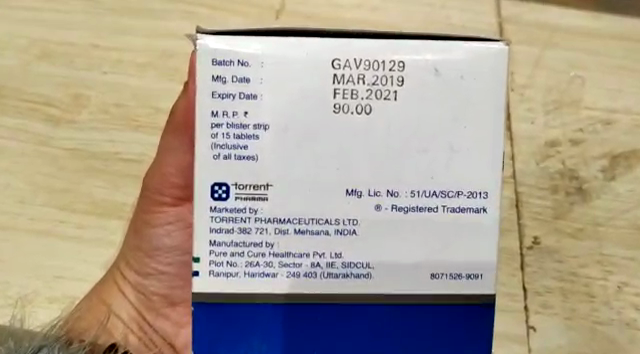 Batch No. : GAV90129
Mfg. Date : MAR.2019
Expiry Date : FEB.2021
M. R. P. ₹ 90.00
per blister strip
of 15 tablets
(Inclusive
of all taxes)
torrent
PHARMA
Mfg. Lic. No. : 51/UA/SC/P-2013
® - Registered Trademark
Marketed by :
TORRENT PHARMACEUTICALS LTD.
Indrad-382 721, Dist. Mehsana, INDIA.
Manufactured by :
Pure and Cure Healthcare Pvt. Ltd.
Plot No.: 26A-30, Sector - 8A, IIE, SIDCUL,
Ranipur, Haridwar - 249 403 (Uttarakhand).
8071526-9091